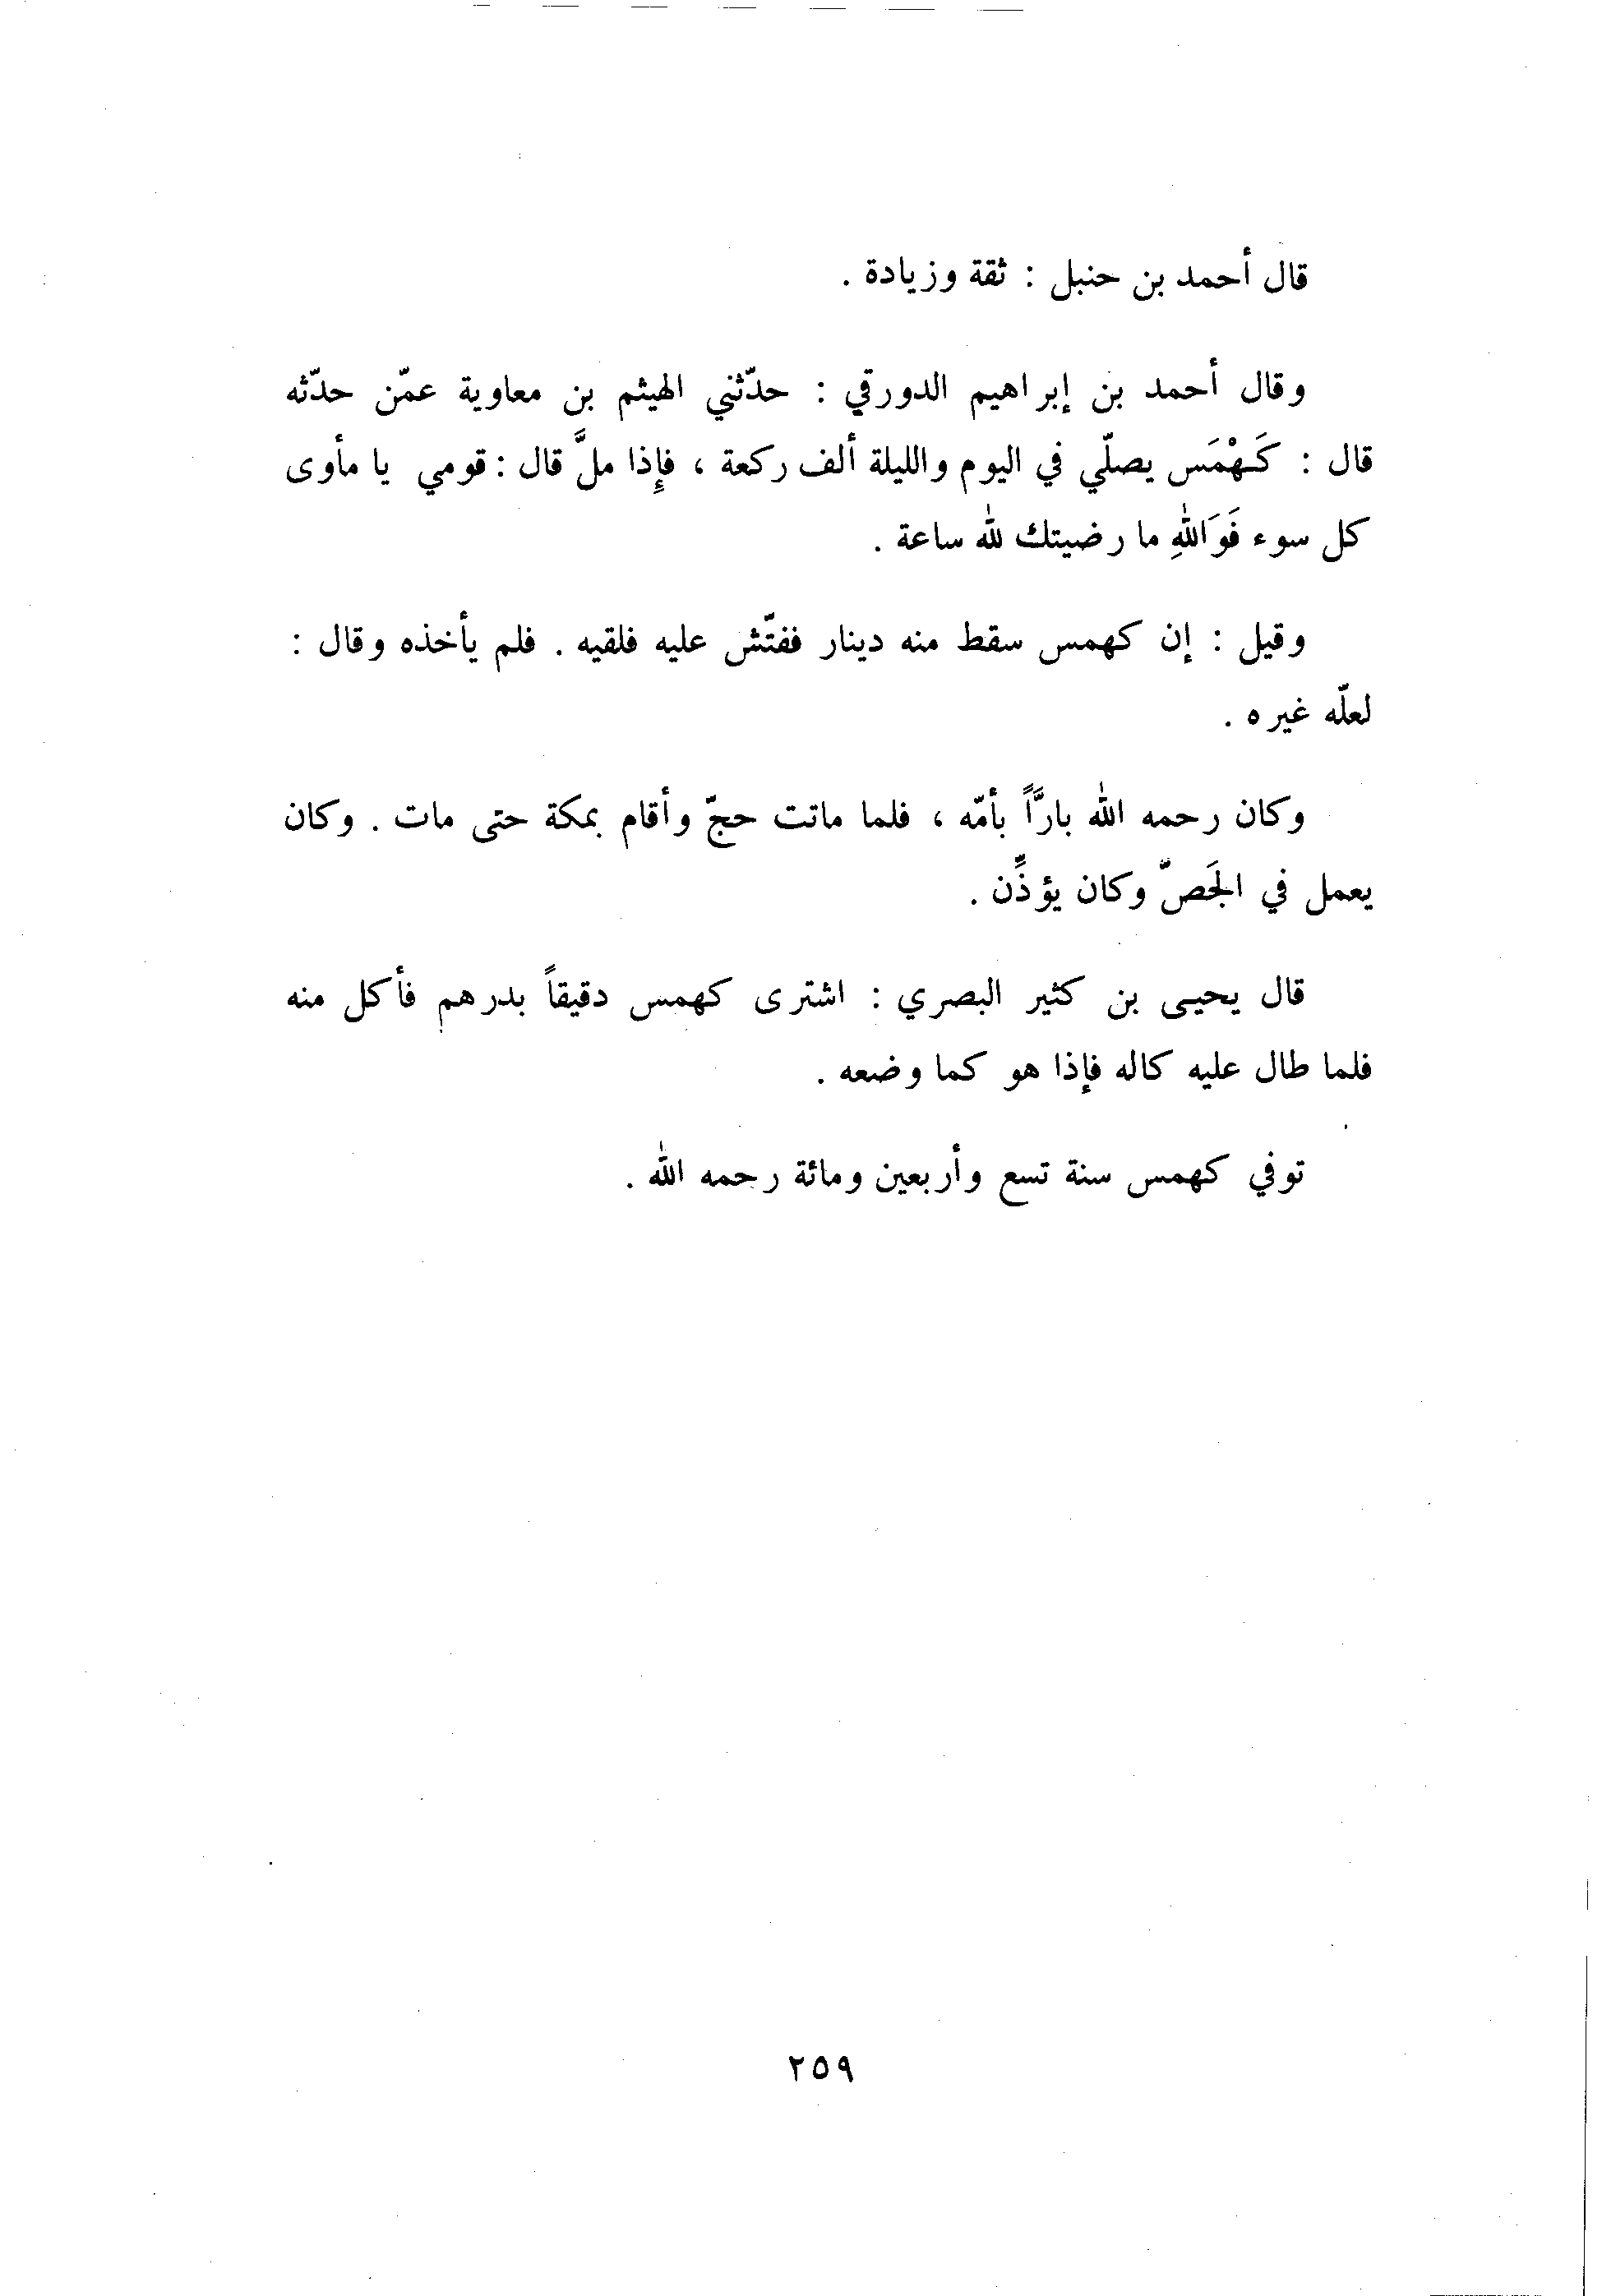 قال أحمد بن حنبل : ثقة وزيادة .
وقال أحمد بن إبراهيم الدورقي : حدّثني الهيثم بن معاوية عمّن حدّثه
قال : كَهْمَس يصلّي في اليوم والليلة ألف ركعة ، فإِذا ملَّ قال : قومي يا مأوى
كل سوء فَوَاللهِ ما رضيتك لله ساعة .
وقيل : إن كهمس سقط منه دينار ففتّش عليه فلقيه . فلم يأخذه وقال :
لعلّه غيره .
وكان رحمه الله بارَّاً بأمّه ، فلما ماتت حجّ وأقام بمكة حتى مات . وكان
يعمل في الجَصّ وكان يؤذِّن .
قال يحيى بن كثير البصري : اشترى كهمس دقيقاً بدرهم فأكل منه
فلما طال عليه كاله فإذا هو كما وضعه .
توفي كهمس سنة تسع وأربعين ومائة رحمه الله .
٢٥٩